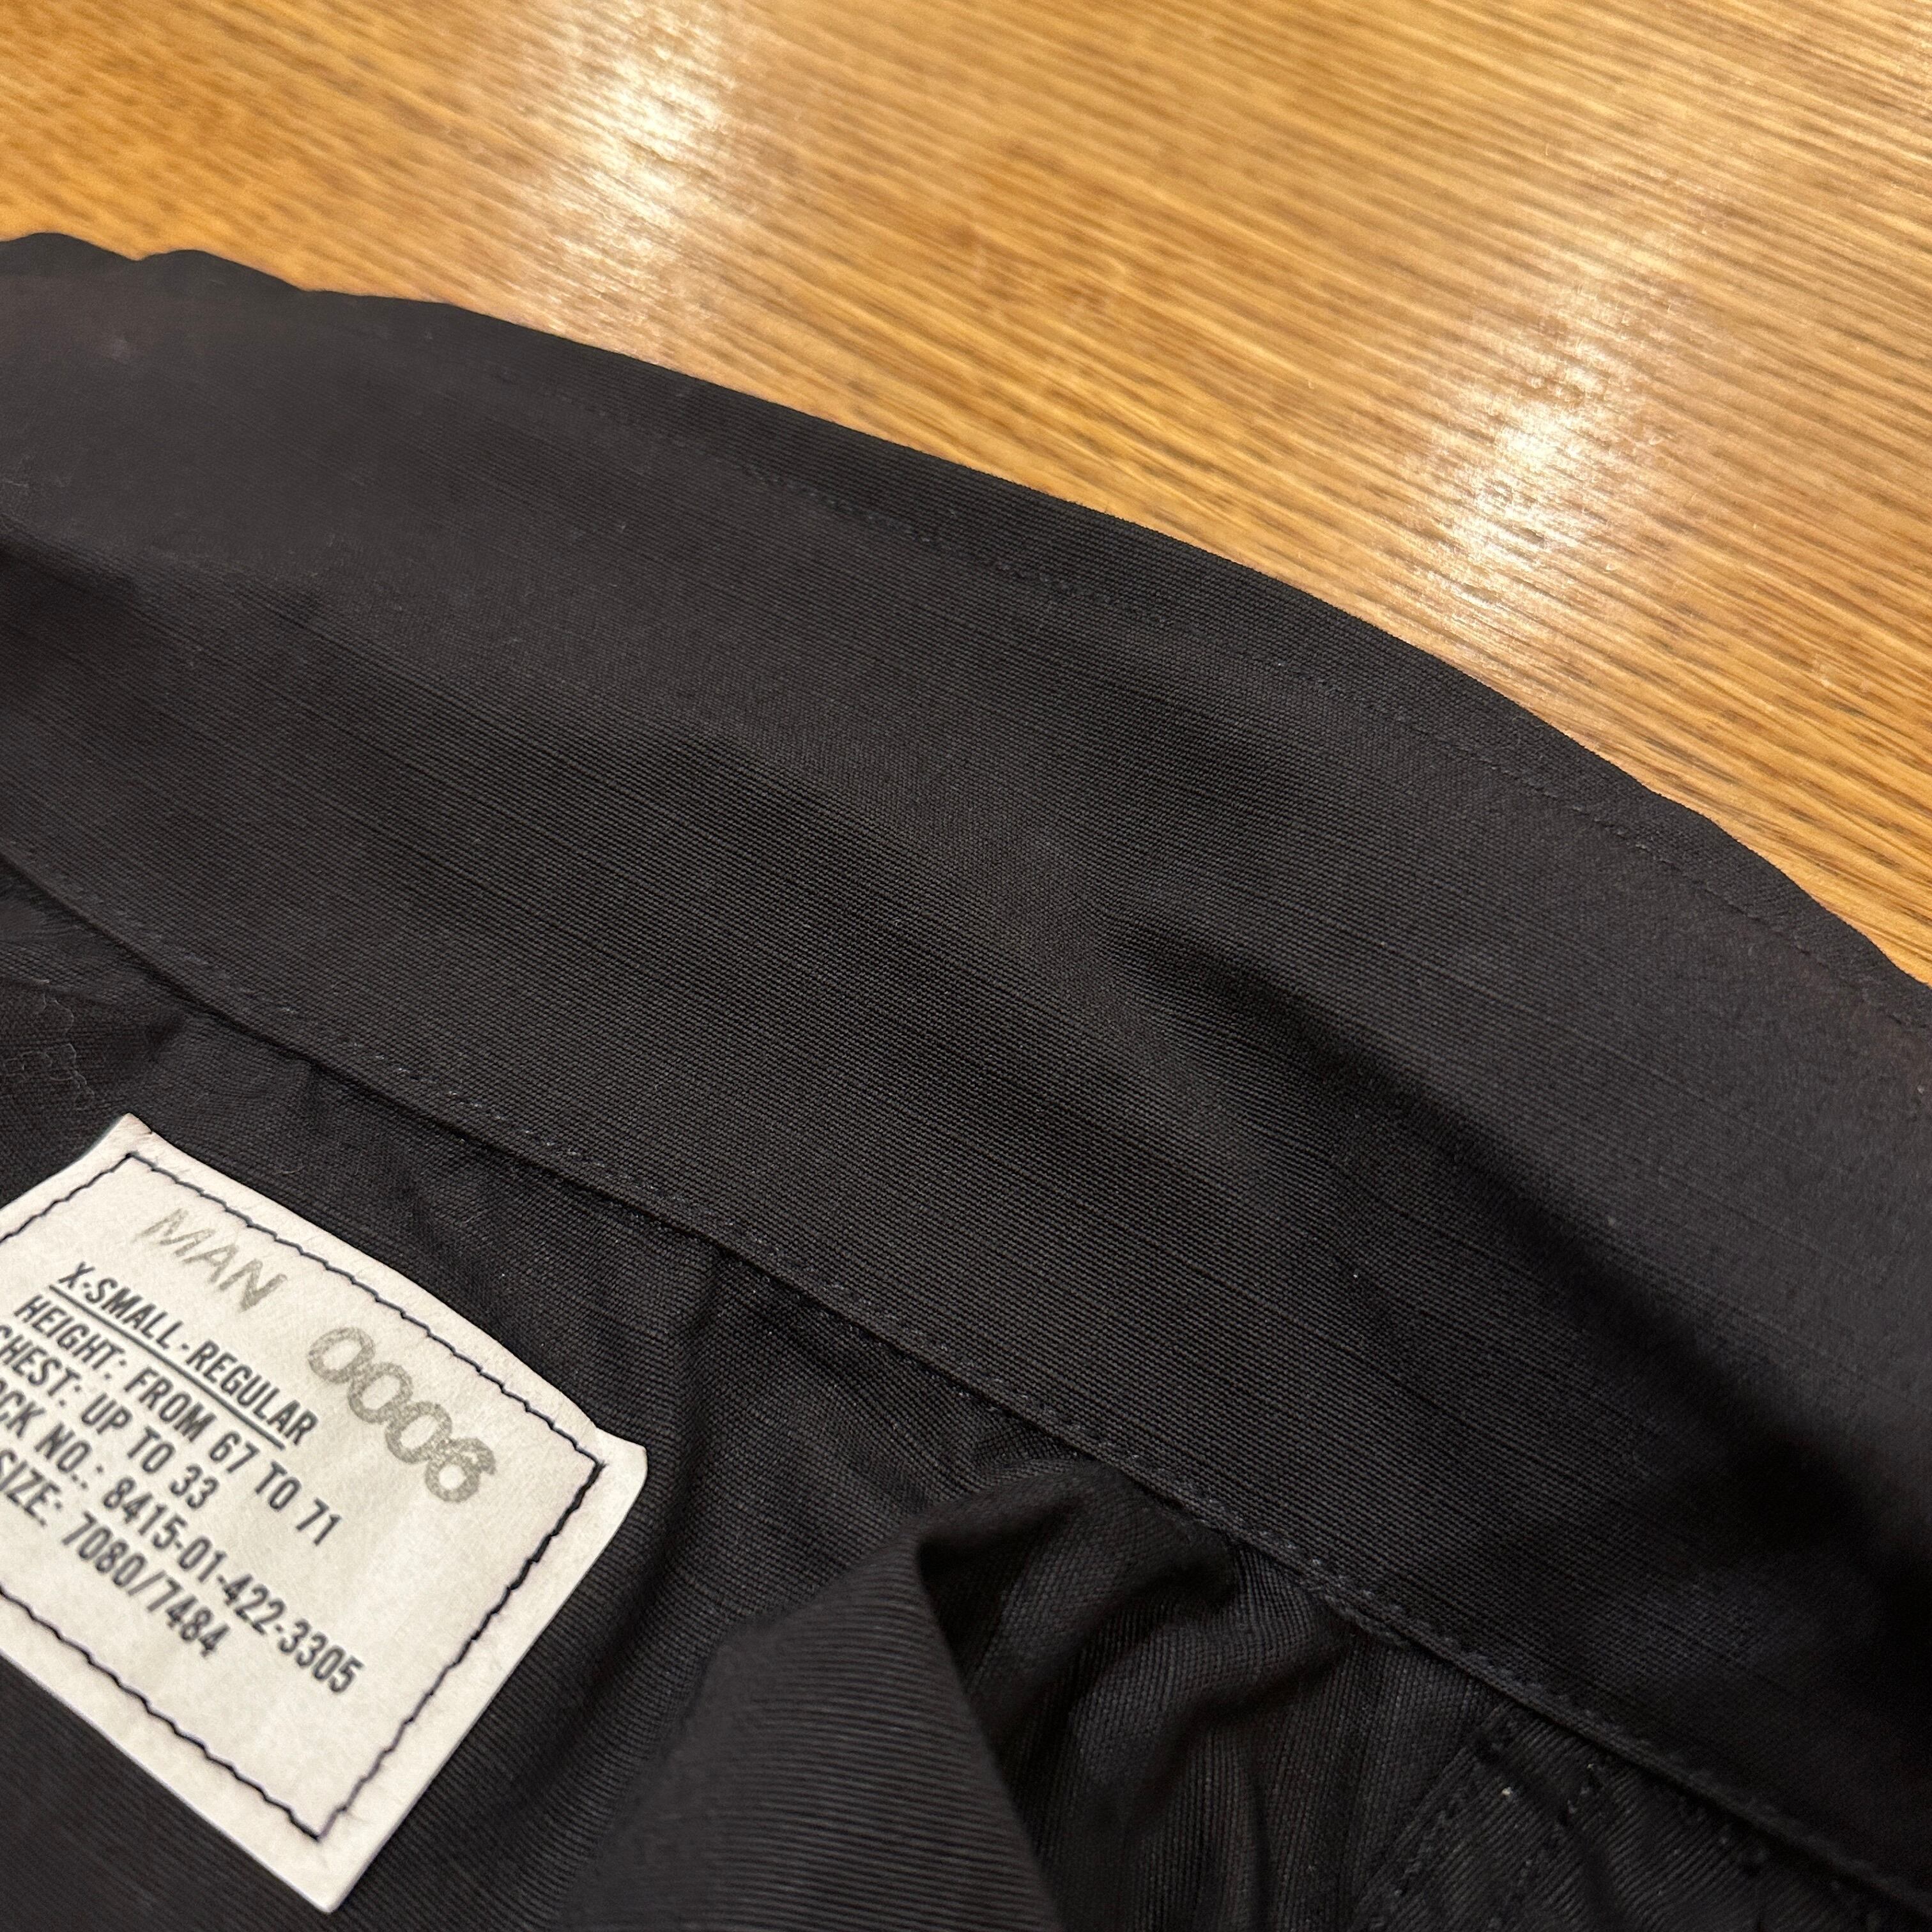 MAN 0006
X-SMALL-REGULAR
HEIGHT: FROM 67 TO 71
CHEST: UP TO 33
NO.: 8415-01-422-3305
SIZE: 7080/7484